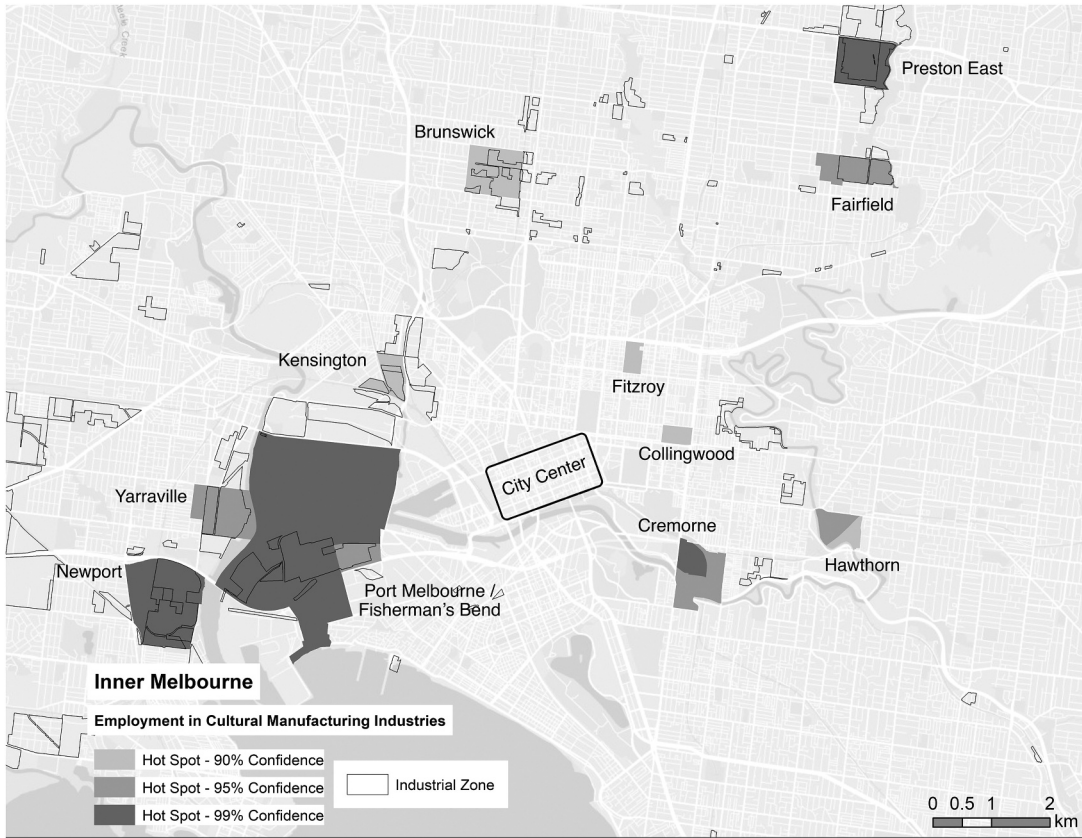 Preston East
Brunswick
Fairfield
Kensington
Fitzroy
Collingwood
City Center
Yarraville
Cremorne
Hawthorn
Newport
Port Melbourne /
Fisherman's Bend
Inner Melbourne
Employment in Cultural Manufacturing Industries
Hot Spot - 90% Confidence
Hot Spot - 95% Confidence
Hot Spot - 99% Confidence
Industrial Zone
0 0.5 1 2
km